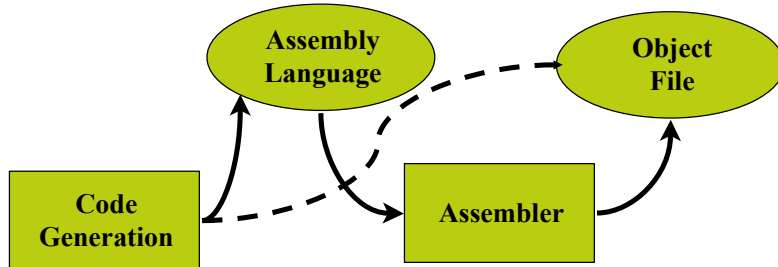 Assembly
Language
Object
File
Code
Generation
Assembler